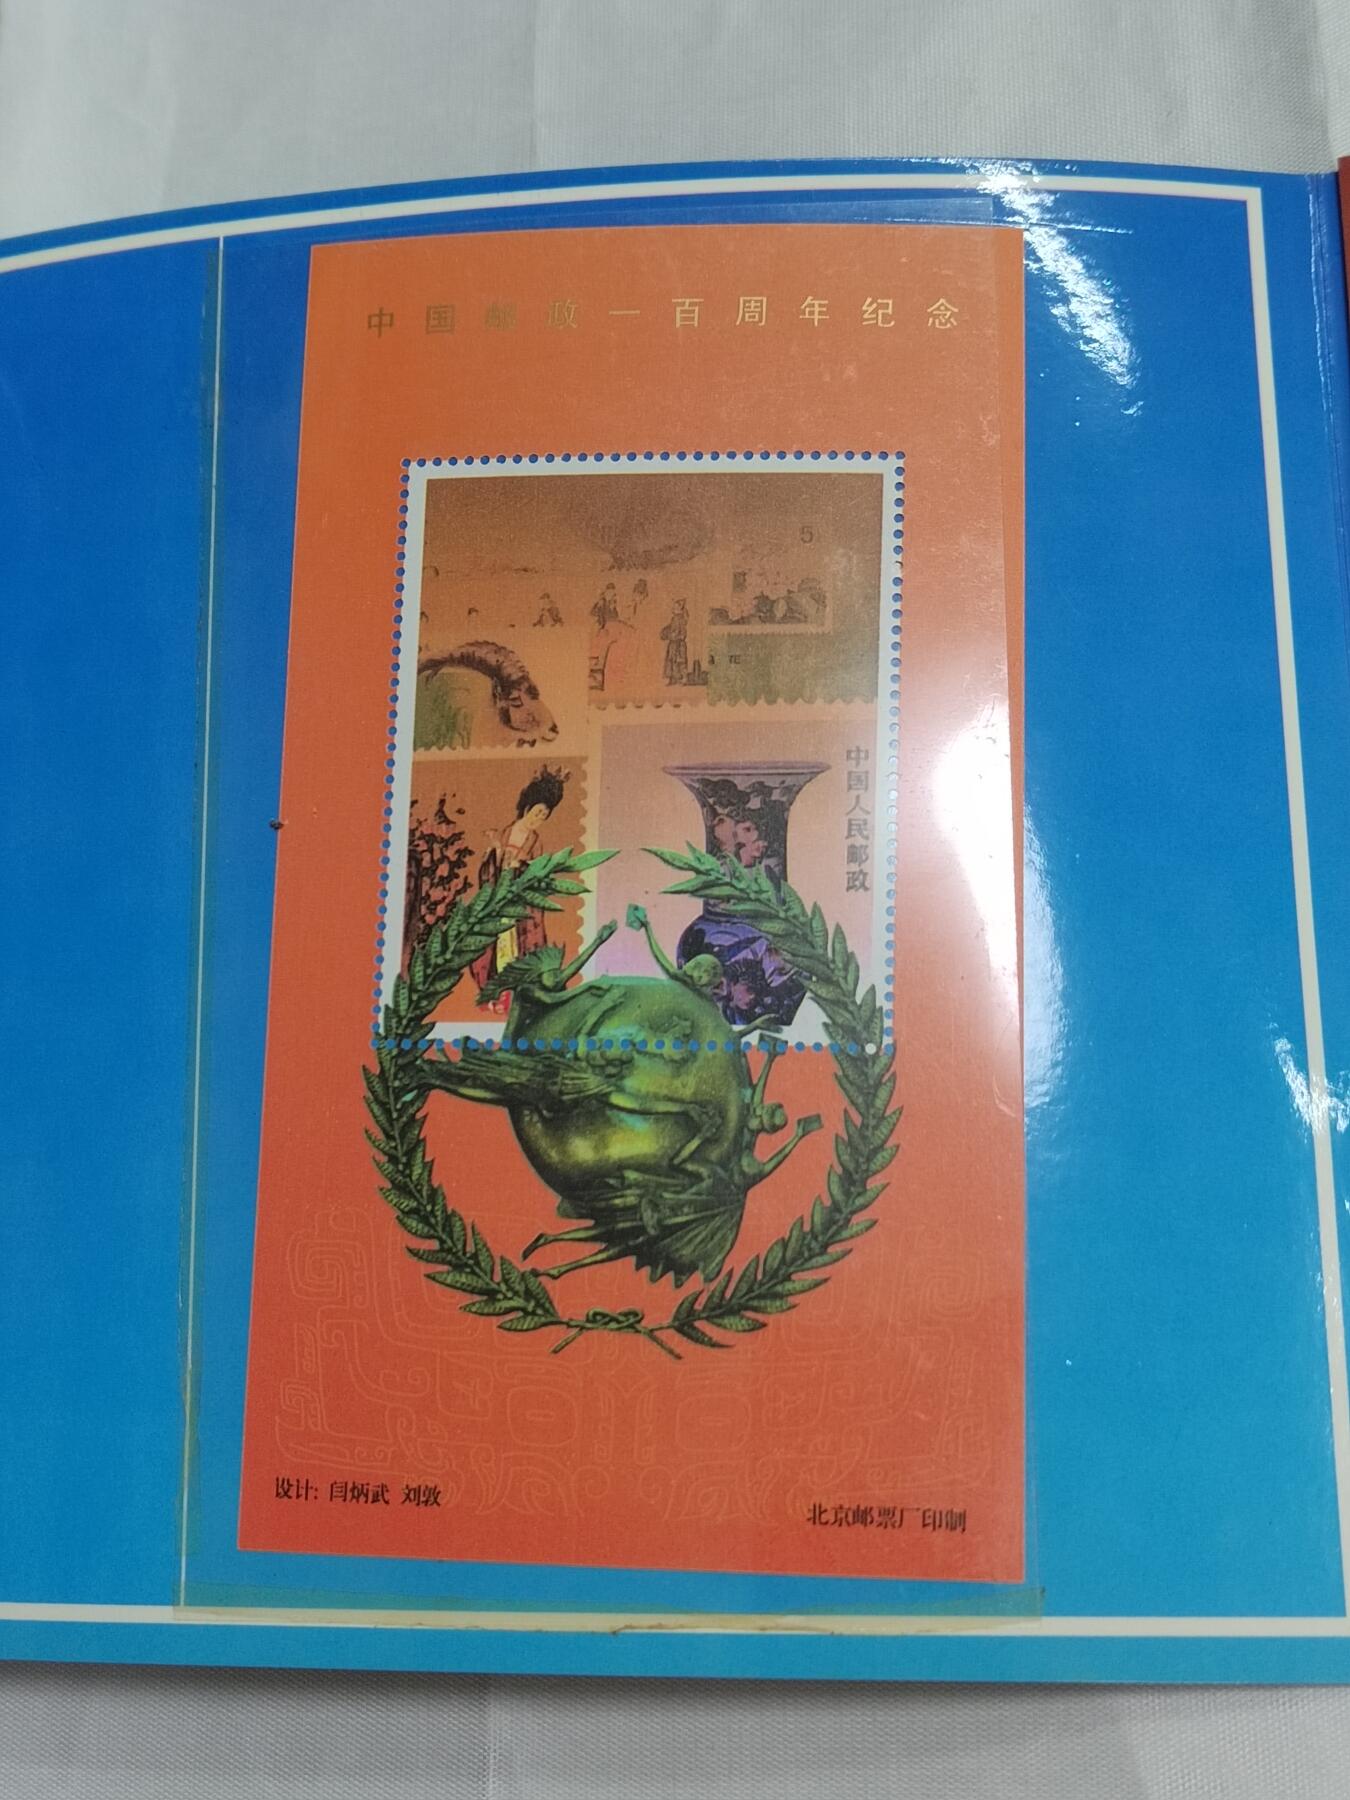 中国邮政一百周年纪念
5
花
中国人民邮政
设计: 闫炳武 刘敦
北京邮票厂印制